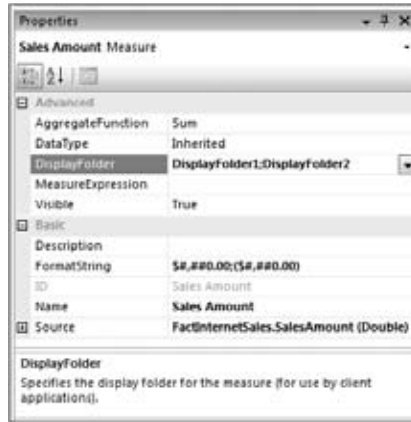 Properties
Sales Amount Measure
Advanced
AggregateFunction Sum
DataType Inherited
DisplayFolder DisplayFolder1;DisplayFolder2
MeasureExpression
Visible True
Basic
Description
FormatString $#,##0.00;($#,##0.00)
ID Sales Amount
Name Sales Amount
Source FactInternetSales.SalesAmount (Double)
DisplayFolder
Specifies the display folder for the measure (for use by client
applications).